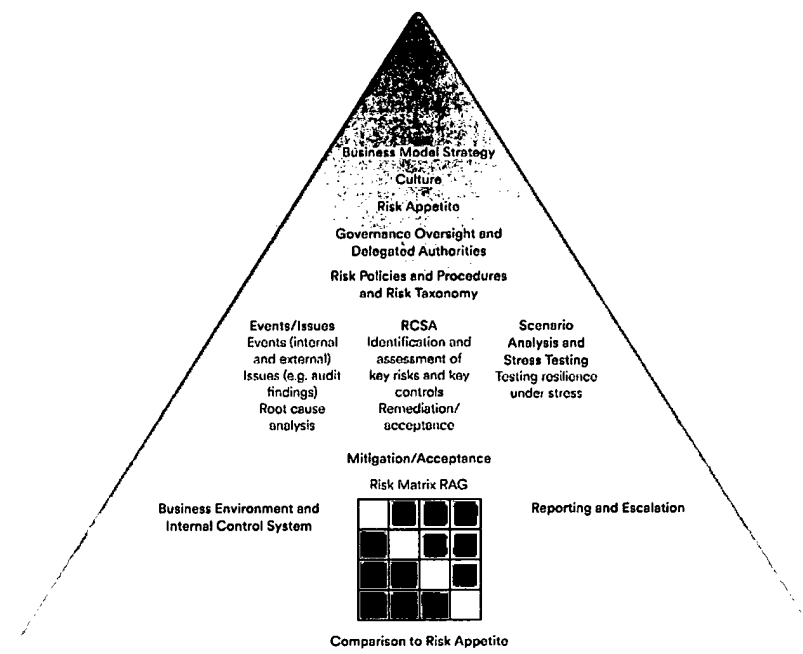 Business Model Strategy
Culture
Risk Appetite
Governance Oversight and
Delegated Authorities
Risk Policies and Procedures
and Risk Taxonomy
Events/Issues
Events (internal
and external)
Issues (e.g. audit
findings)
Root cause
analysis
RCSA
Identification and
assessment of
key risks and key
controls
Remediation/
acceptance
Scenario
Analysis and
Stress Testing
Testing resilience
under stress
Mitigation/Acceptance
Risk Matrix RAG
Business Environment and
Internal Control System
Reporting and Escalation
Comparison to Risk Appetite